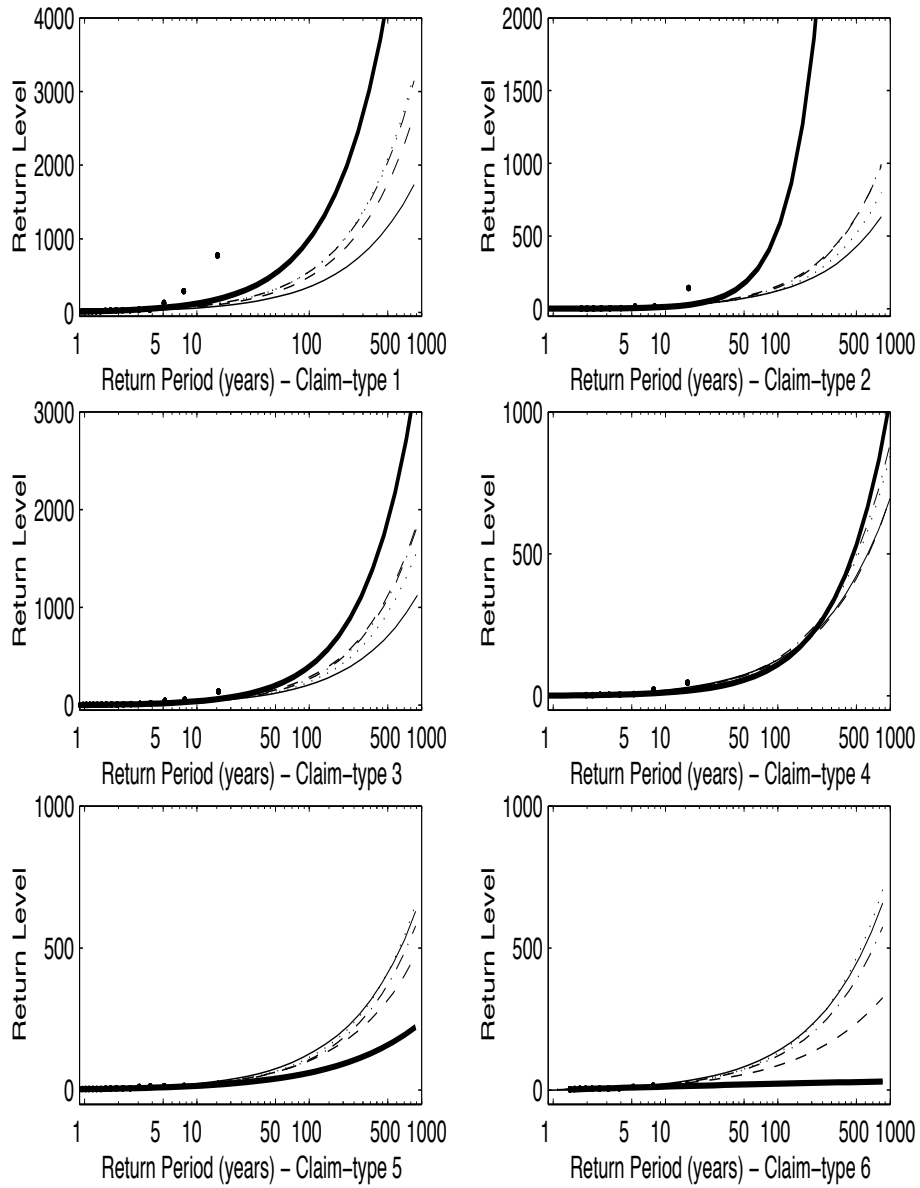 4000
3000
2000
1000
0
Return Level
1 5 10 50 100 500 1000
Return Period (years) – Claim–type 1
2000
1500
1000
500
0
Return Level
1 5 10 50 100 500 1000
Return Period (years) – Claim–type 2
3000
2000
1000
0
Return Level
1 5 10 50 100 500 1000
Return Period (years) – Claim–type 3
1000
500
0
Return Level
1 5 10 50 100 500 1000
Return Period (years) – Claim–type 4
1000
500
0
Return Level
1 5 10 50 100 500 1000
Return Period (years) – Claim–type 5
1000
500
0
Return Level
1 5 10 50 100 500 1000
Return Period (years) – Claim–type 6